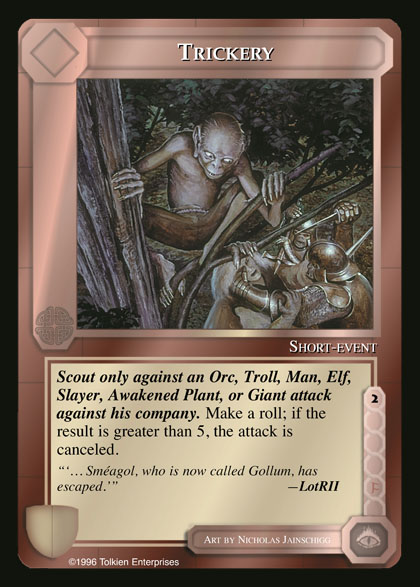 Trickery
Short-event
Scout only against an Orc, Troll, Man, Elf,
Slayer, Awakened Plant, or Giant attack
against his company. Make a roll; if the
result is greater than 5, the attack is
canceled.
“‘… Sméagol, who is now called Gollum, has
escaped.’” —LotRII
2
F
Art by Nicholas Jainschigg
©1996 Tolkien Enterprises